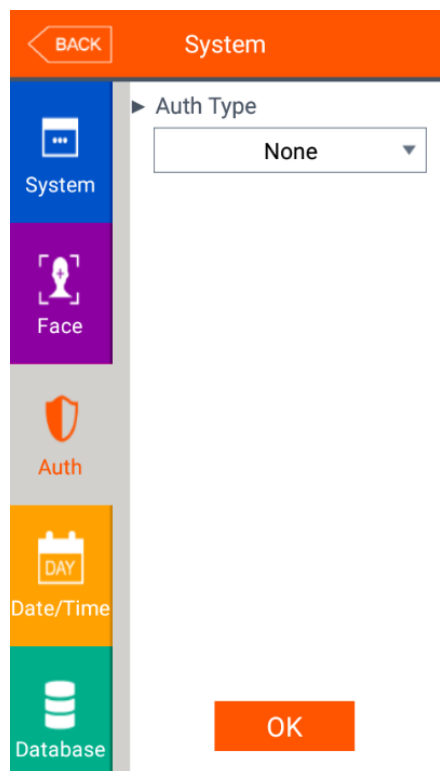 BACK
System
System
Face
Auth
DAY
Date/Time
Database
► Auth Type
None
OK